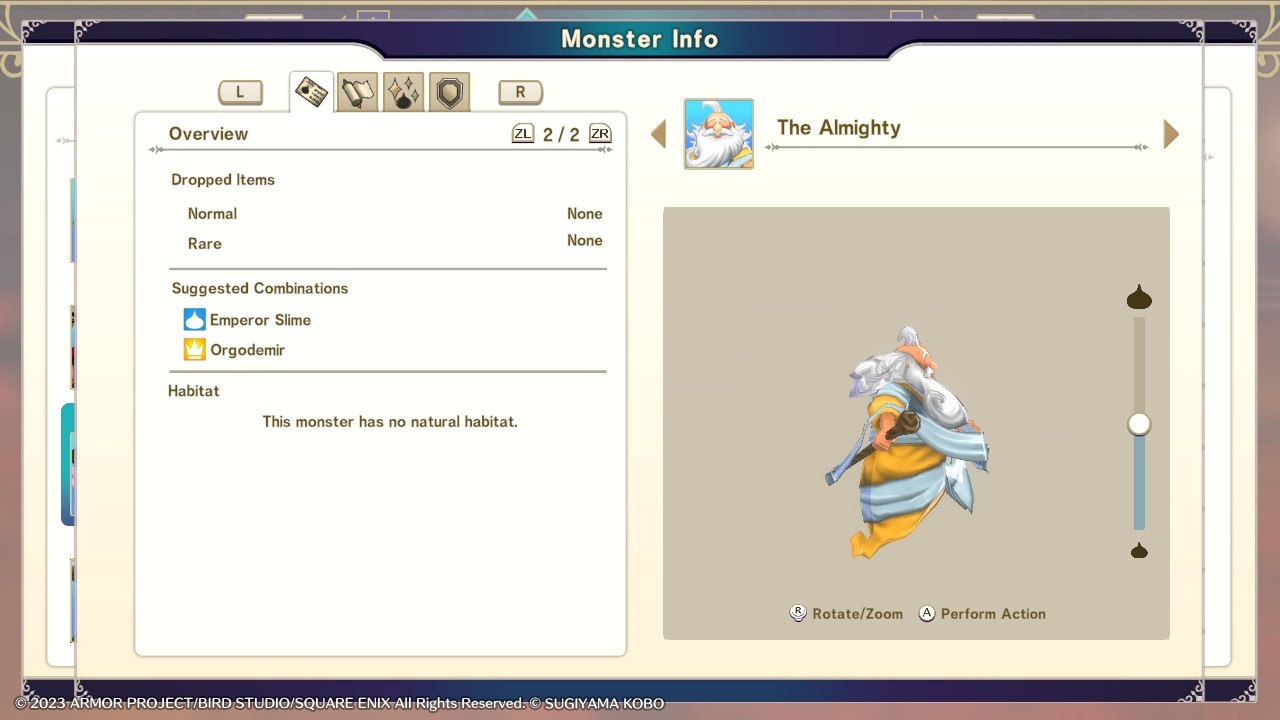 Monster Info
L
R
Overview
ZL 2 / 2 ZR
Dropped Items
Normal None
Rare None
Suggested Combinations
Emperor Slime
Orgodemir
Habitat
This monster has no natural habitat.
The Almighty
R Rotate/Zoom A Perform Action
© 2023 ARMOR PROJECT/BIRD STUDIO/SQUARE ENIX All Rights Reserved. © SUGIYAMA KOBO